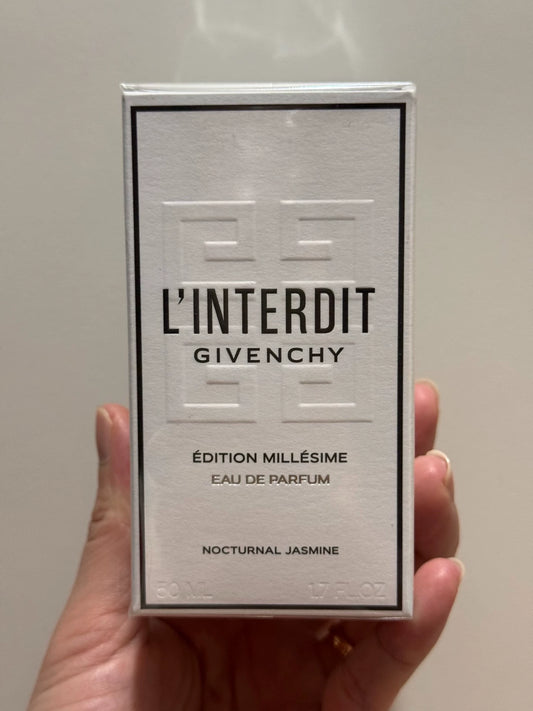 L'INTERDIT
GIVENCHY
ÉDITION MILLÉSIME
EAU DE PARFUM
NOCTURNAL JASMINE
50 ML 1.7 FL.OZ